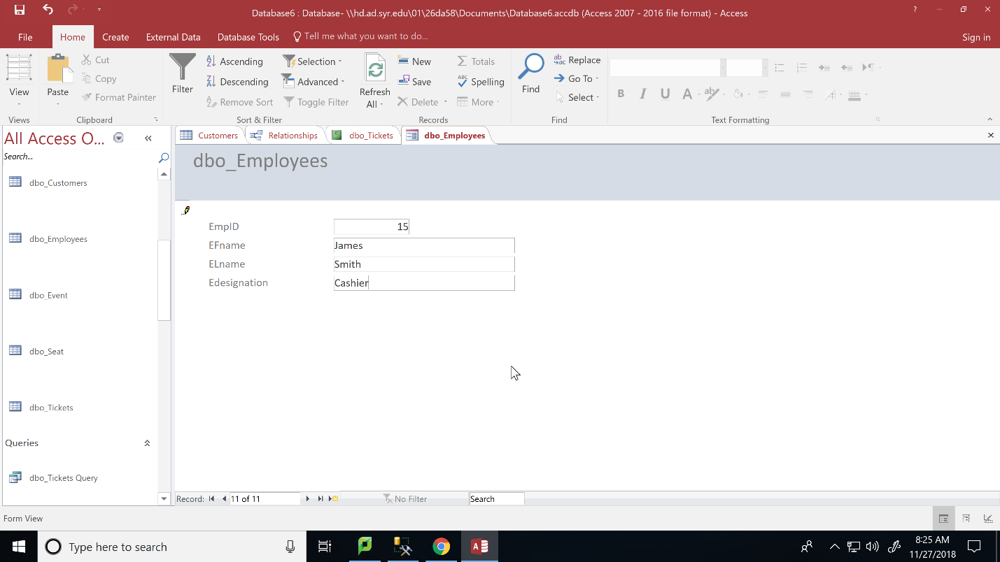 Database6 : Database- \\hd.ad.syr.edu\01\26da58\Documents\Database6.accdb (Access 2007 - 2016 file format) - Access
?
File Home Create External Data Database Tools Tell me what you want to do... Sign in
View
Views
Paste
Cut
Copy
Format Painter
Clipboard
Filter
Ascending
Descending
Remove Sort
Selection
Advanced
Toggle Filter
Sort & Filter
Refresh
All
New
Save
Delete
Totals
Spelling
More
Records
Find
Replace
Go To
Select
Find
B I U A
Text Formatting
All Access O...
Search...
dbo_Customers
dbo_Employees
dbo_Event
dbo_Seat
dbo_Tickets
Queries
dbo_Tickets Query
Customers Relationships dbo_Tickets dbo_Employees
dbo_Employees
EmpID 15
EFname James
ELname Smith
Edesignation Cashier
Record: 11 of 11 No Filter Search
Form View
Type here to search
8:25 AM
11/27/2018